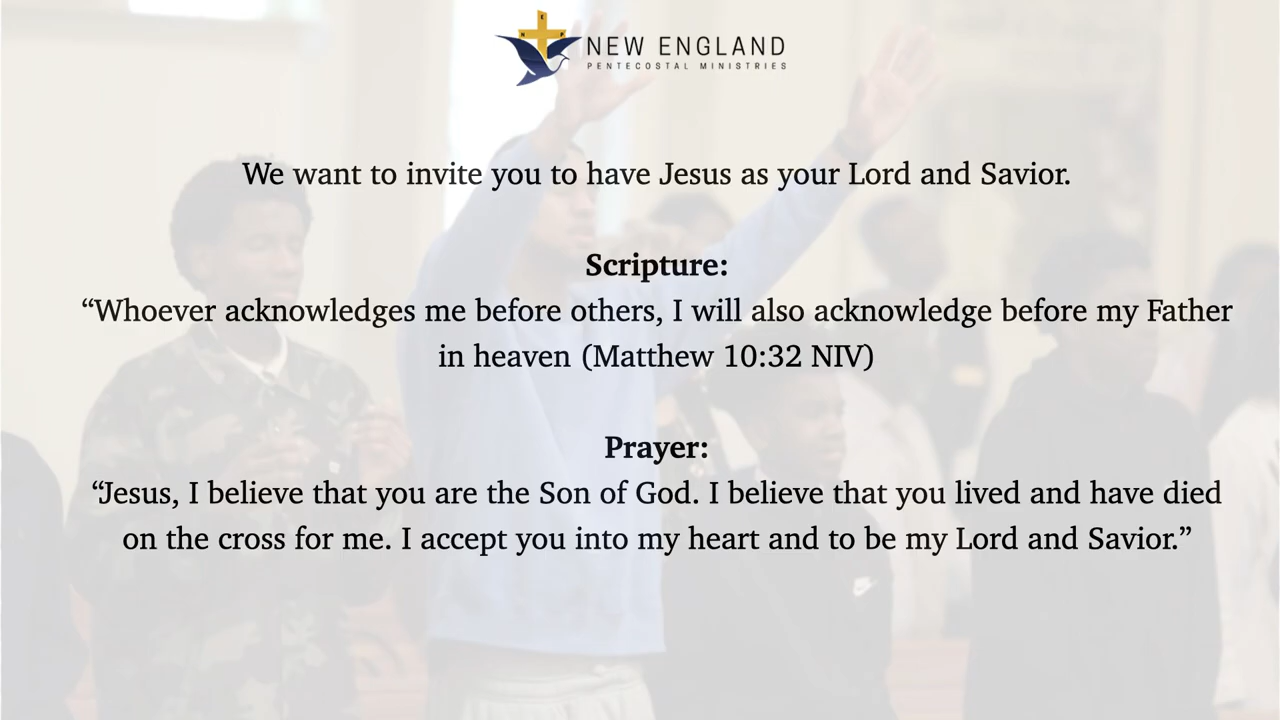 E
N P
NEW ENGLAND
PENTECOSTAL MINISTRIES
We want to invite you to have Jesus as your Lord and Savior.
Scripture:
“Whoever acknowledges me before others, I will also acknowledge before my Father
in heaven (Matthew 10:32 NIV)
Prayer:
“Jesus, I believe that you are the Son of God. I believe that you lived and have died
on the cross for me. I accept you into my heart and to be my Lord and Savior.”